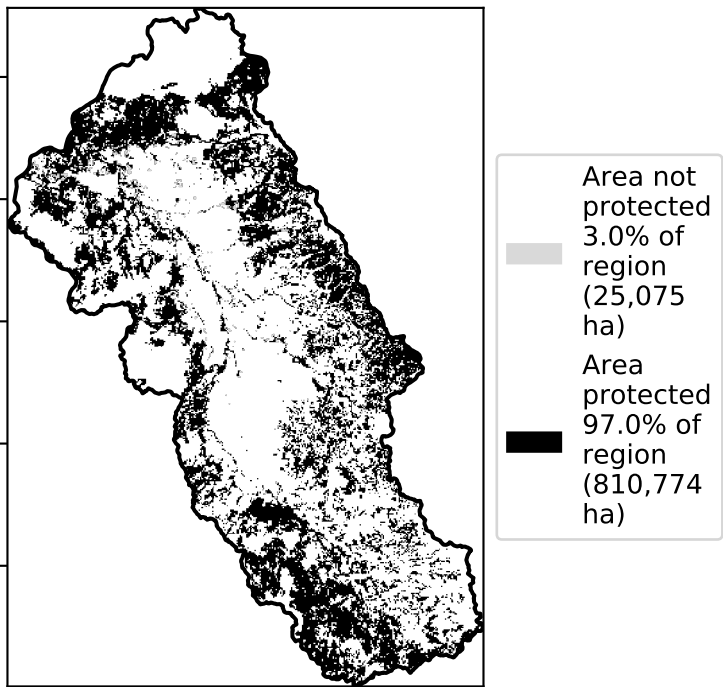 Area not
protected
3.0% of
region
(25,075
ha)
Area
protected
97.0% of
region
(810,774
ha)